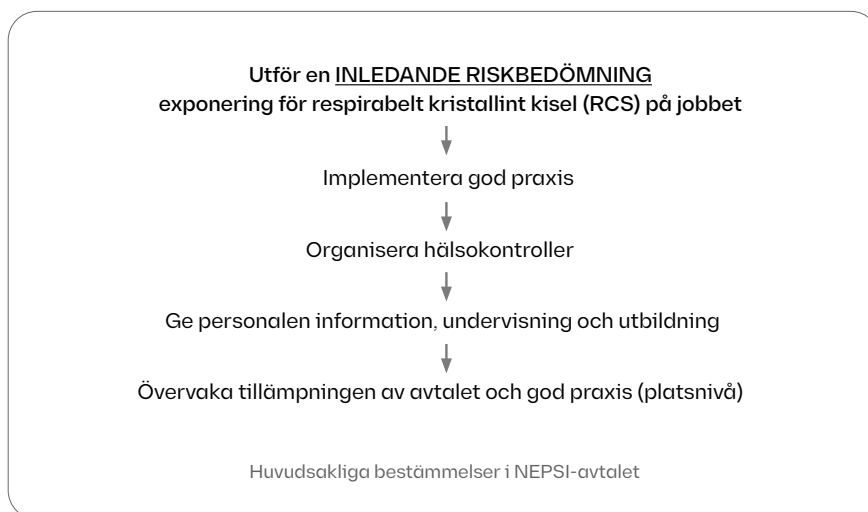 Utför en INLEDANDE RISKBEDÖMNING
exponering för respirabelt kristallint kisel (RCS) på jobbet
Implementera god praxis
Organisera hälsokontroller
Ge personalen information, undervisning och utbildning
Övervaka tillämpningen av avtalet och god praxis (platsnivå)
Huvudsakliga bestämmelser i NEPSI-avtalet